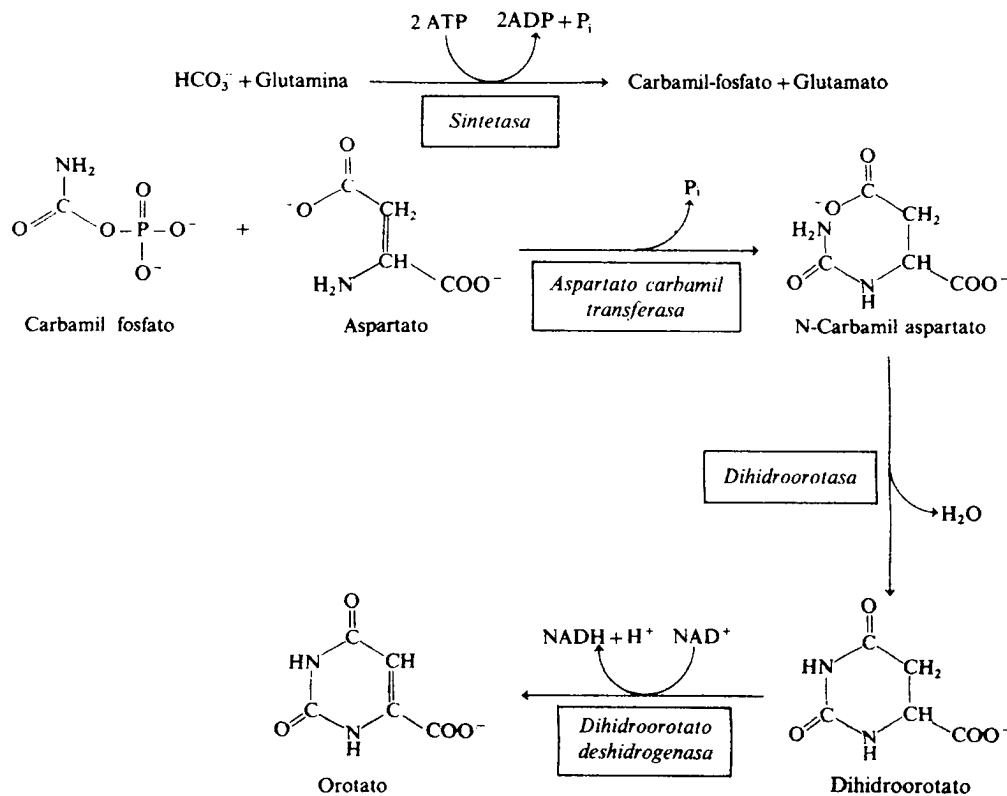 2 ATP 2ADP + Pi
HCO3- + Glutamina Carbamil-fosfato + Glutamato
Sintetasa
NH2
C
O O–P–O-
O
O-
Carbamil fosfato
+
O
C
-O CH2
CH
H2N COO-
Aspartato
Pi
Aspartato carbamil
transferasa
O
C
-O CH2
H2N
C CH
O N COO-
H
N-Carbamil aspartato
Dihidroorotasa
H2O
O
C
HN CH2
C CH
O N COO-
H
Dihidroorotato
NADH + H+ NAD+
Dihidroorotato
deshidrogenasa
O
C
HN CH
C C
O N COO-
H
Orotato